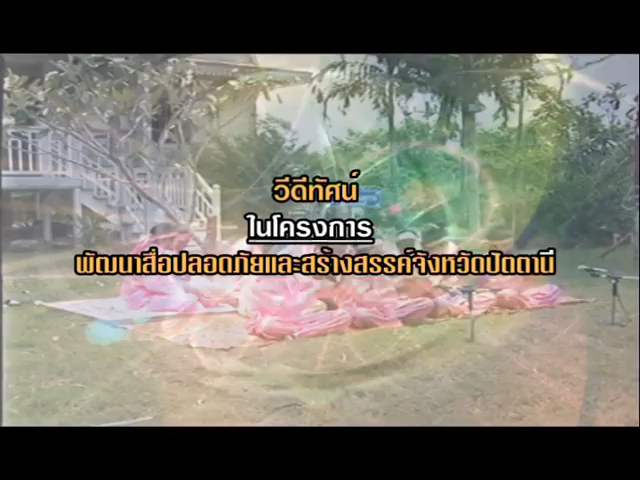 วีดีทัศน์
ในโครงการ
พัฒนาสื่อปลอดภัยและสร้างสรรค์จังหวัดปัตตานี